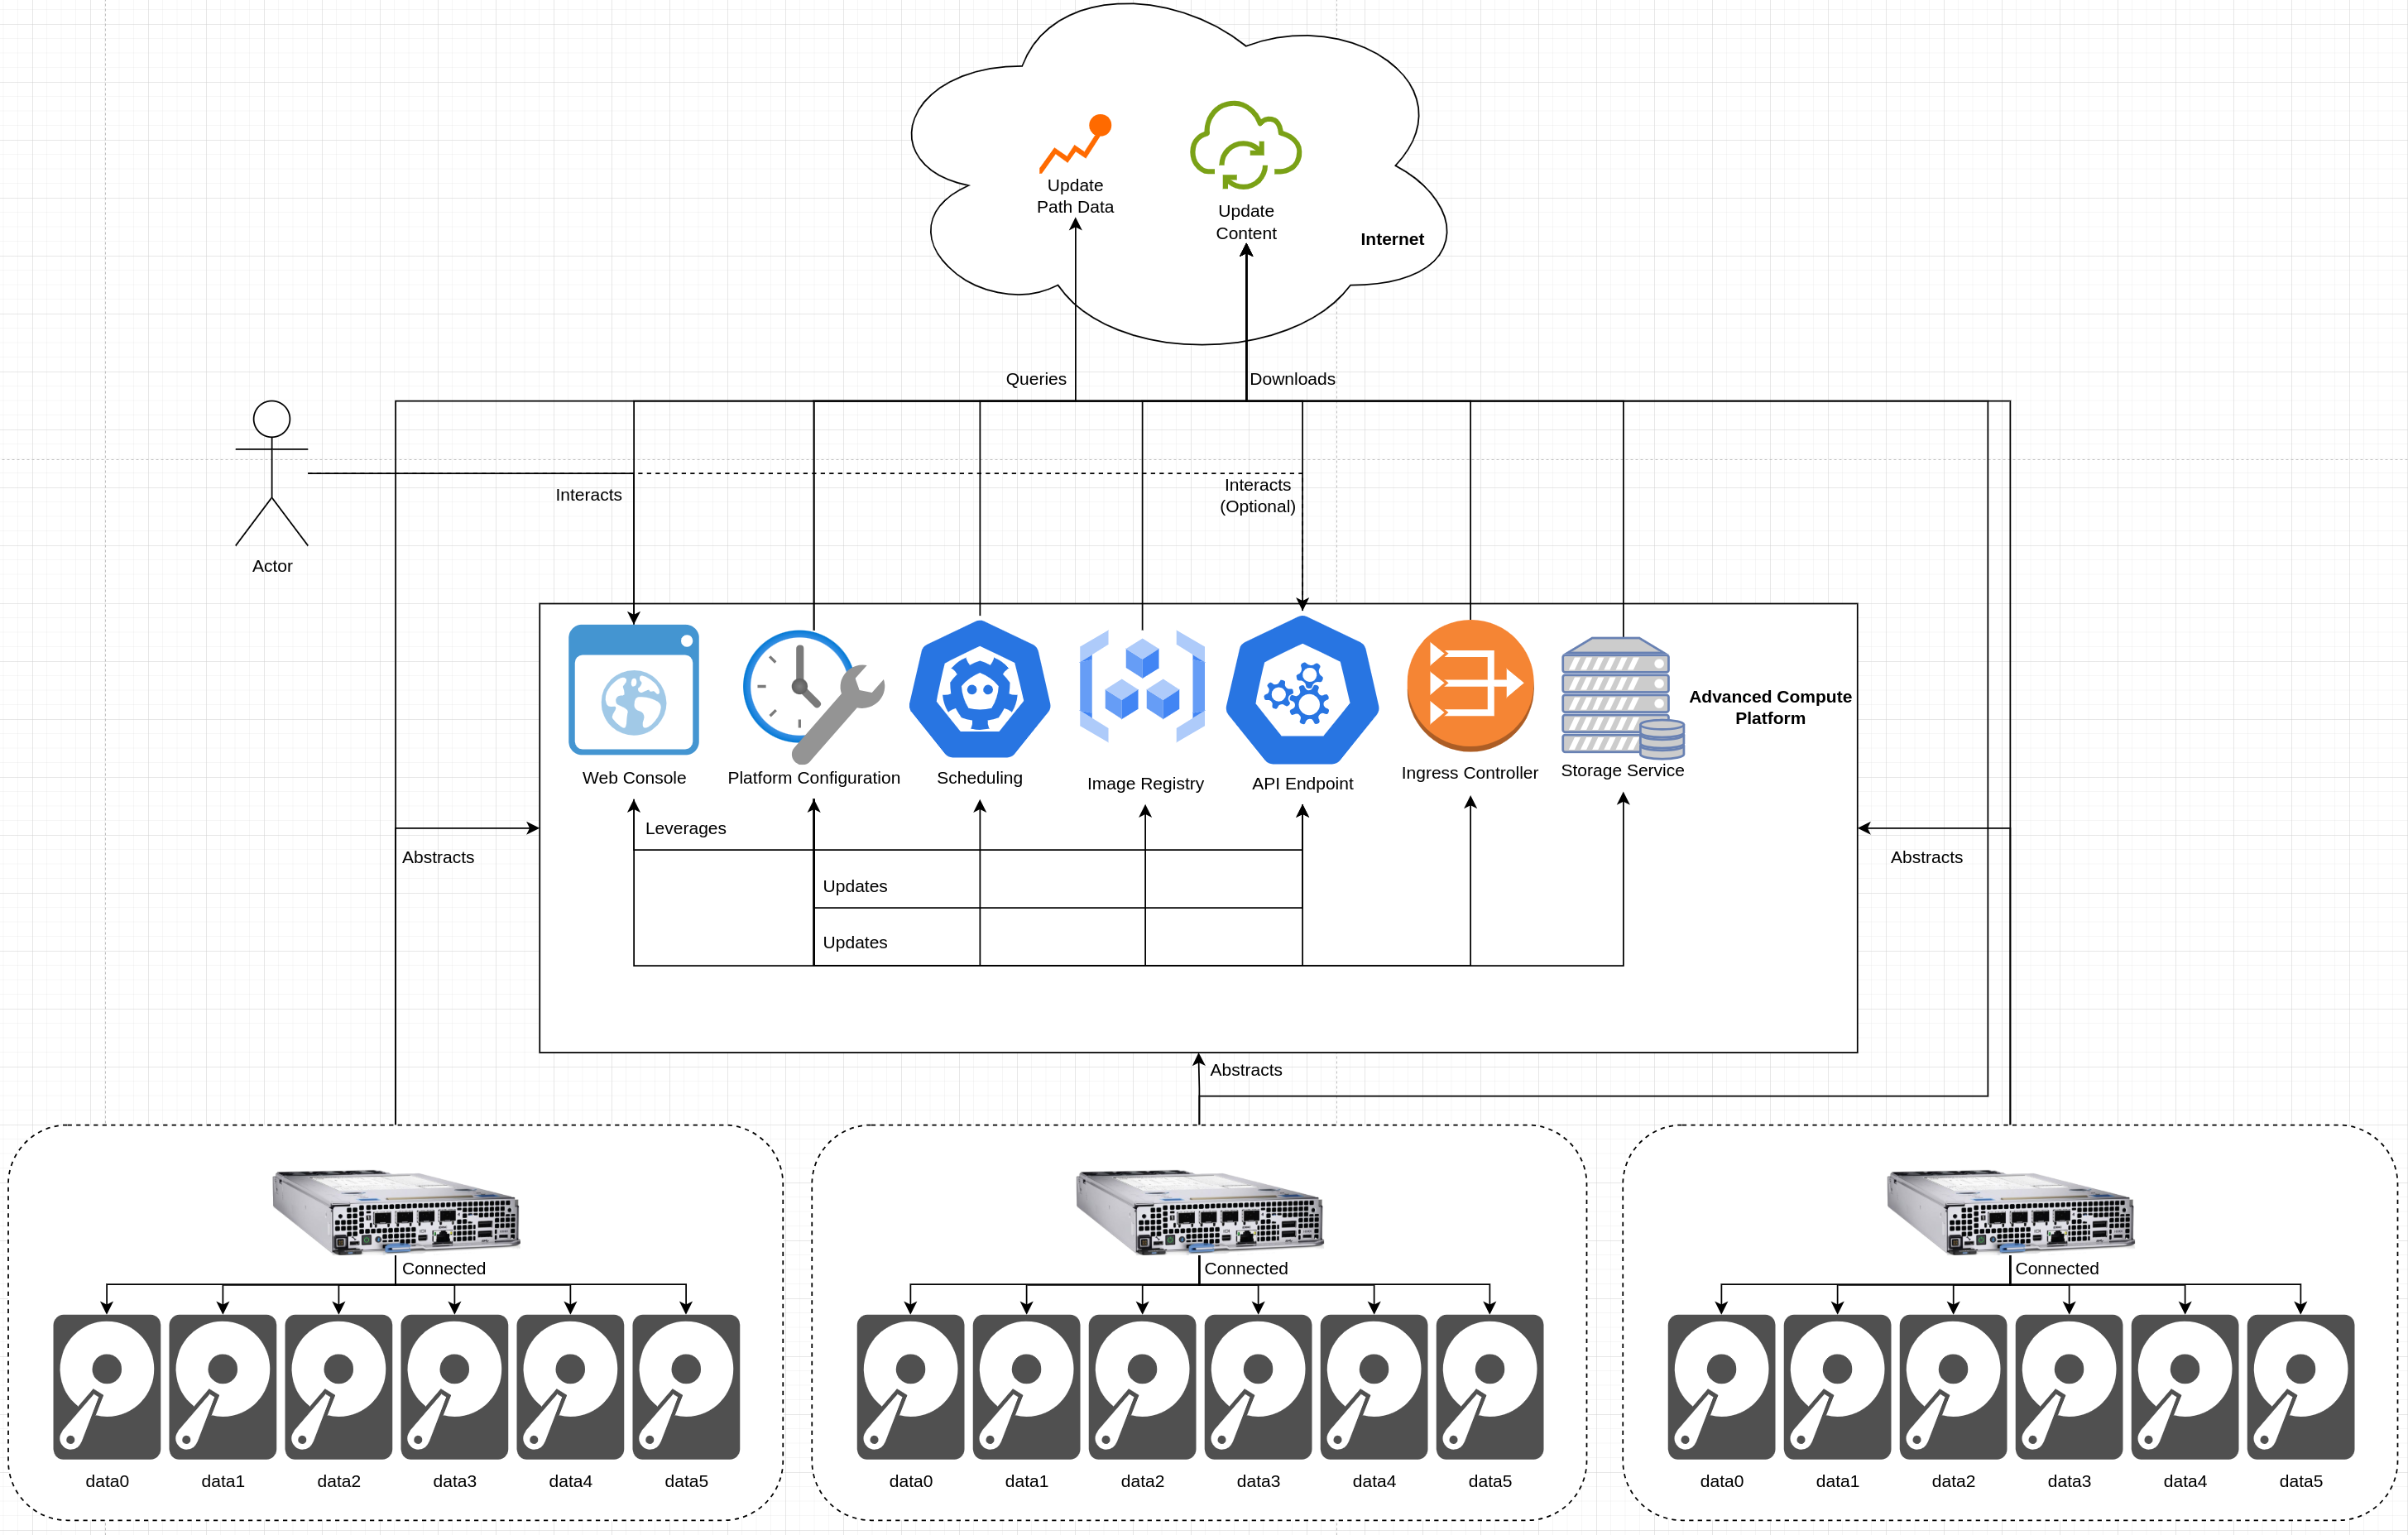 Update
Path Data
Update
Content
Internet
Queries
Downloads
Interacts
Interacts
(Optional)
Actor
Advanced Compute
Platform
Web Console
Platform Configuration
Scheduling
Image Registry
API Endpoint
Ingress Controller
Storage Service
Leverages
Abstracts
Abstracts
Updates
Updates
Abstracts
Connected
Connected
Connected
data0
data1
data2
data3
data4
data5
data0
data1
data2
data3
data4
data5
data0
data1
data2
data3
data4
data5